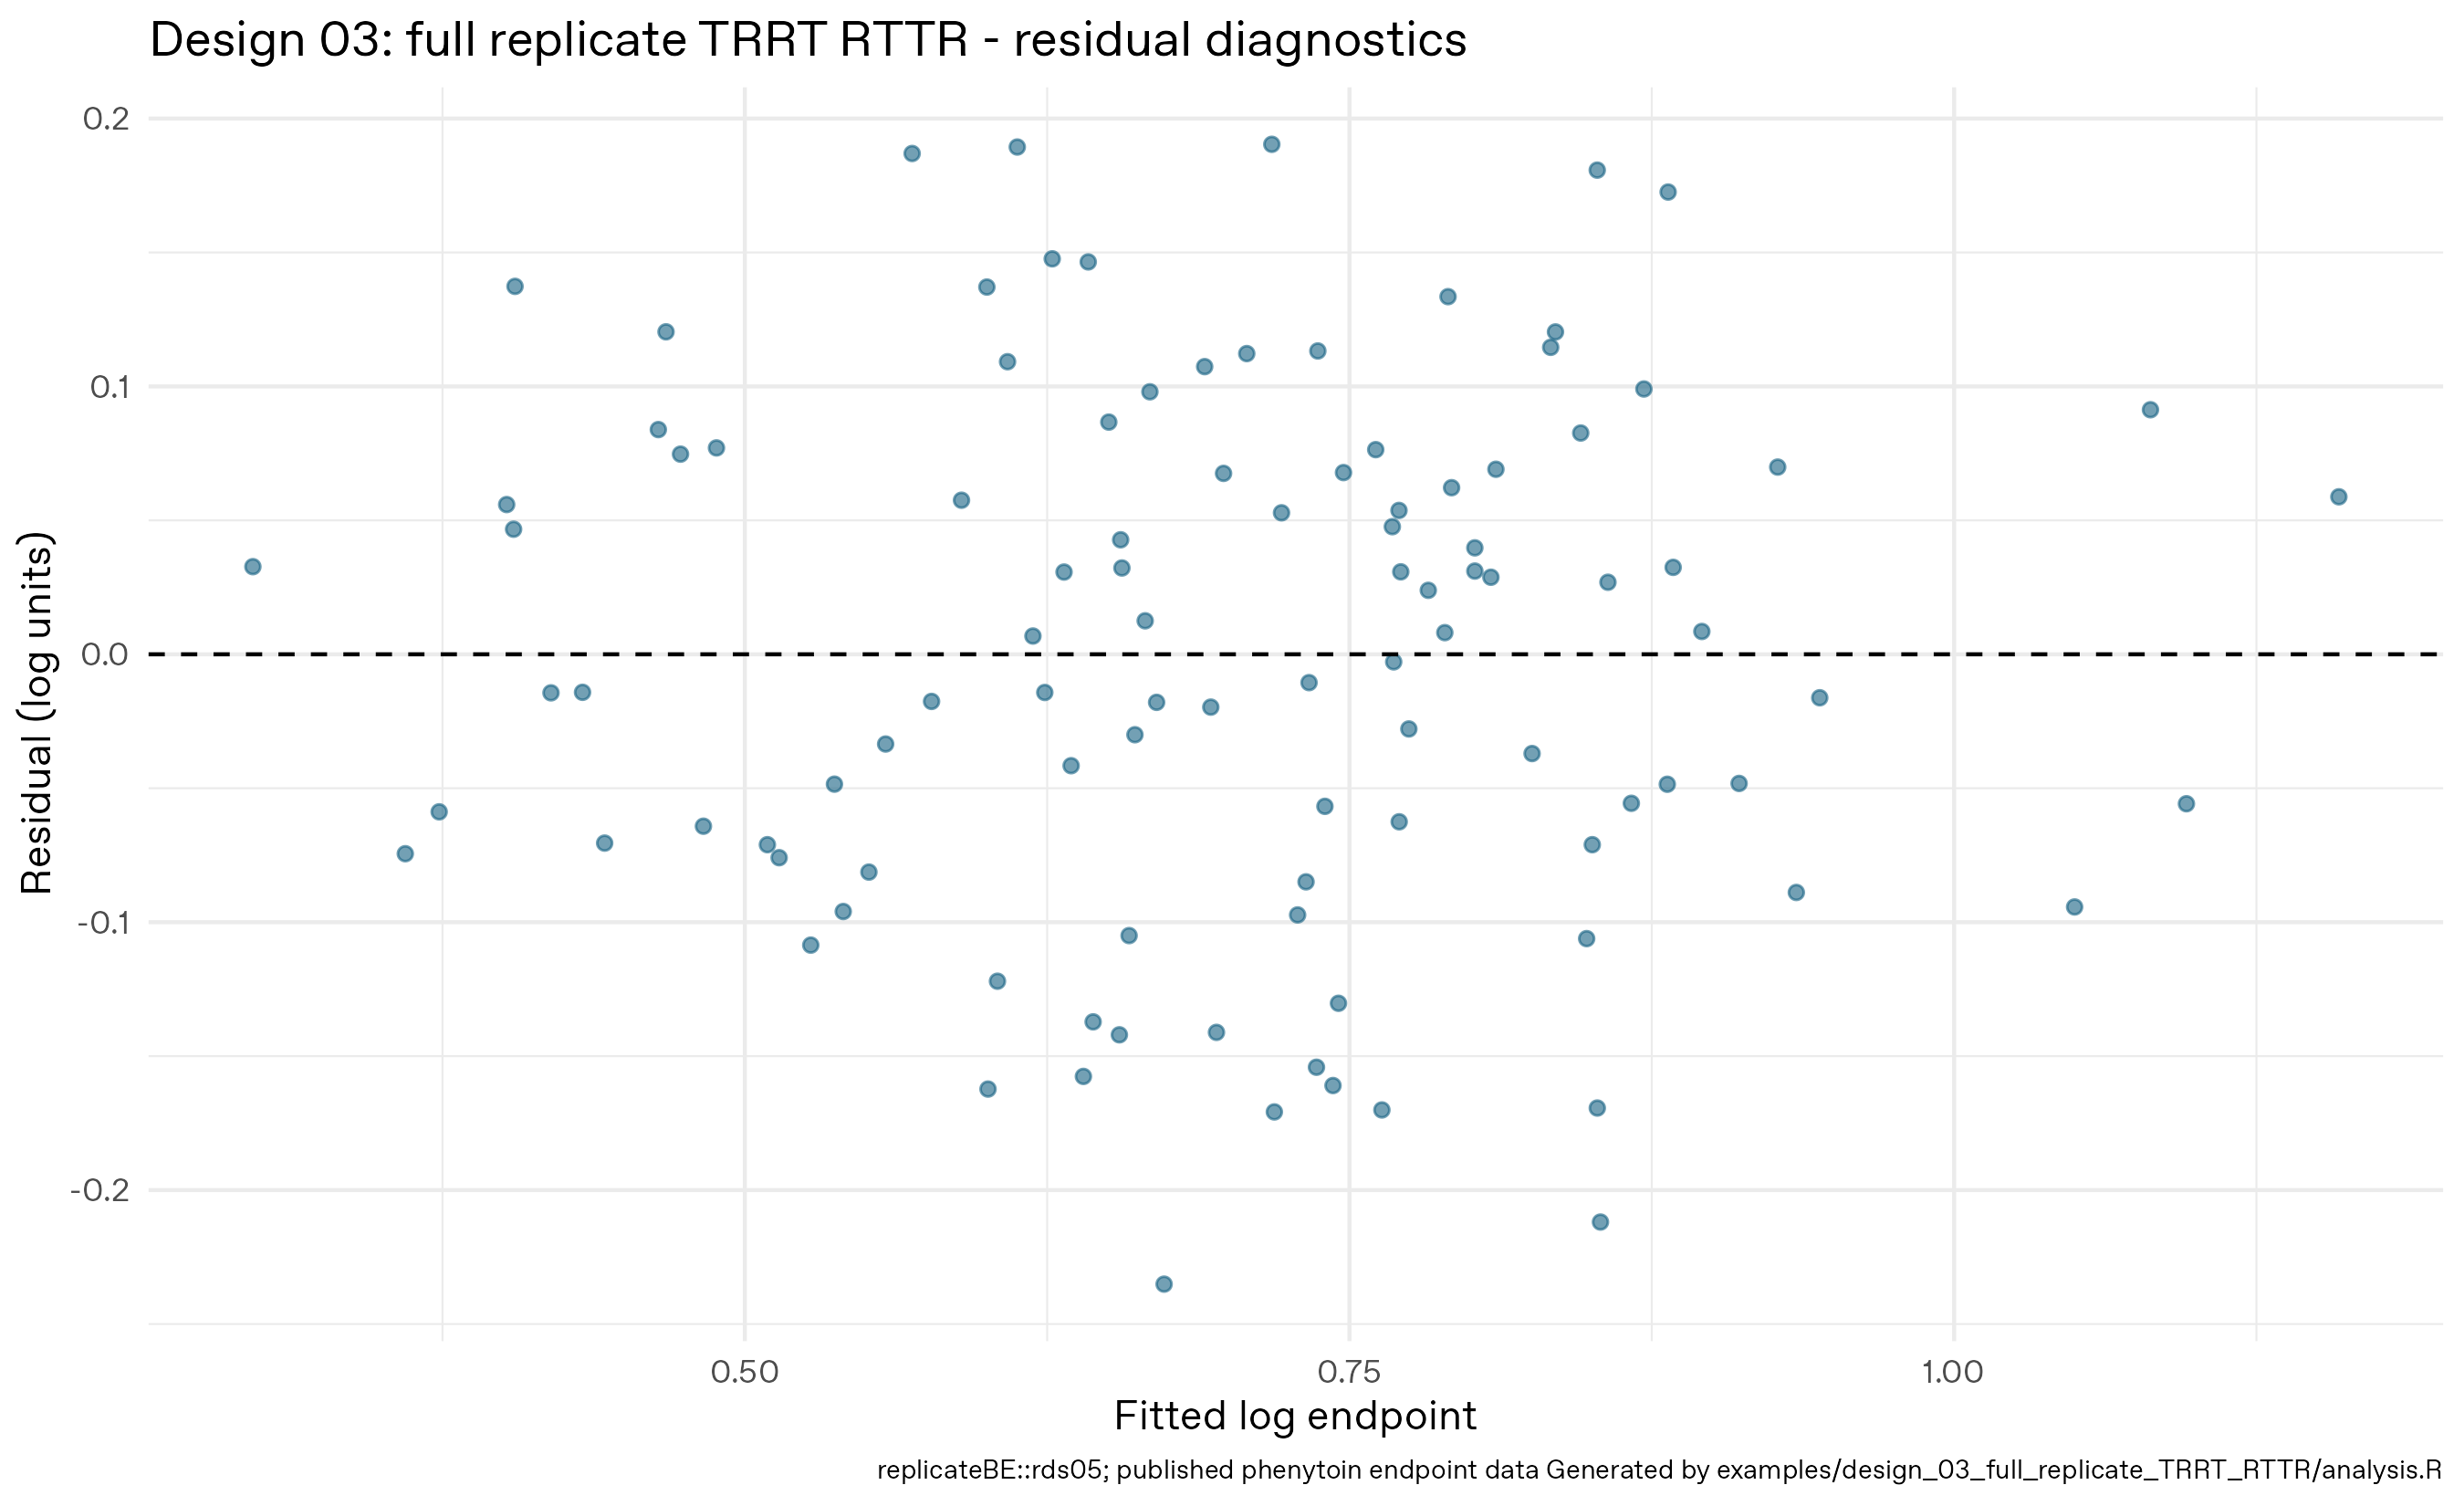 Design 03: full replicate TRRT RTTR - residual diagnostics
0.2
0.1
0.0
-0.1
-0.2
Residual (log units)
0.50
0.75
1.00
Fitted log endpoint
replicateBE::rds05; published phenytoin endpoint data Generated by examples/design_03_full_replicate_TRRT_RTTR/analysis.R